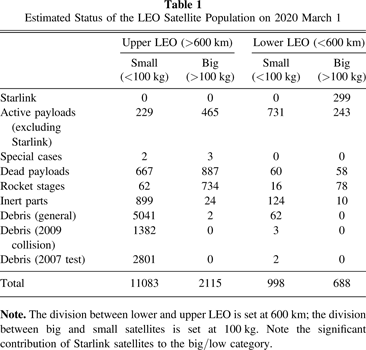 Table 1
Estimated Status of the LEO Satellite Population on 2020 March 1
Upper LEO (>600 km) Lower LEO (<600 km)
Small Big Small Big
(<100 kg) (>100 kg) (<100 kg) (>100 kg)
Starlink 0 0 0 299
Active payloads 229 465 731 243
(excluding
Starlink)
Special cases 2 3 0 0
Dead payloads 667 887 60 58
Rocket stages 62 734 16 78
Inert parts 899 24 124 10
Debris (general) 5041 2 62 0
Debris (2009 1382 0 3 0
collision)
Debris (2007 test) 2801 0 2 0
Total 11083 2115 998 688
Note. The division between lower and upper LEO is set at 600 km; the division
between big and small satellites is set at 100 kg. Note the significant
contribution of Starlink satellites to the big/low category.